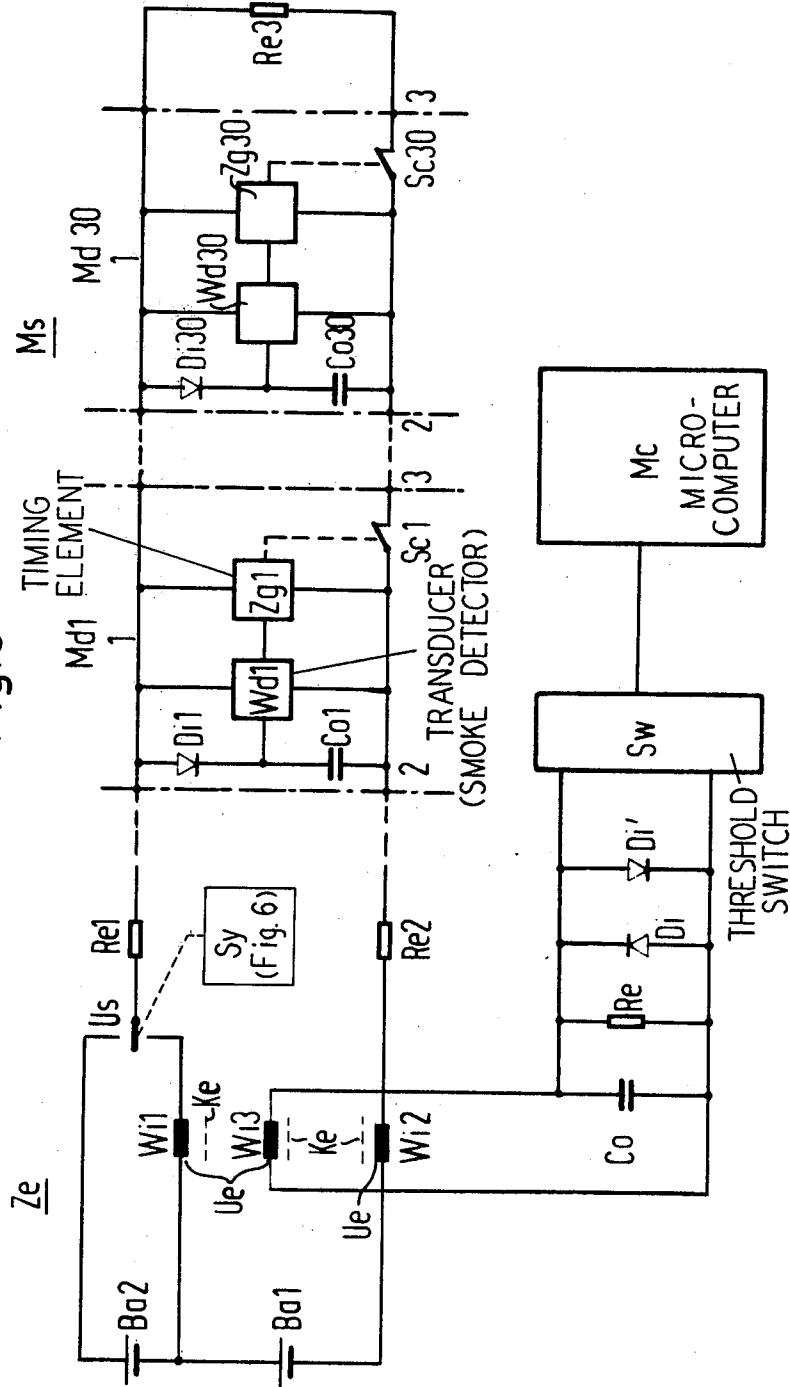 Ze
Ms
Md1
1
Md 30
1
TIMING
ELEMENT
Ba2
Ba1
Us
Re1
Sy
(Fig. 6)
Wi1
Ke
Ue
Wi3
Ke
Ue
Wi2
Re2
2
Di1
Co1
Wd1
Zg1
Sc1
3
TRANSDUCER
(SMOKE DETECTOR)
2
Di30
Co30
Wd30
Zg30
Sc30
3
Re3
Co
Re
Di
Di'
Sw
THRESHOLD
SWITCH
Mc
MICRO-
COMPUTER